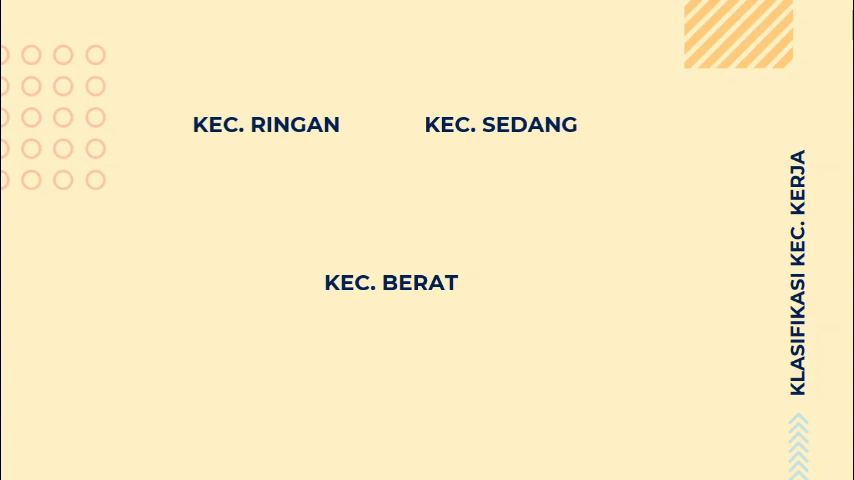 KEC. RINGAN
KEC. SEDANG
KEC. BERAT
KLASIFIKASI KEC. KERJA